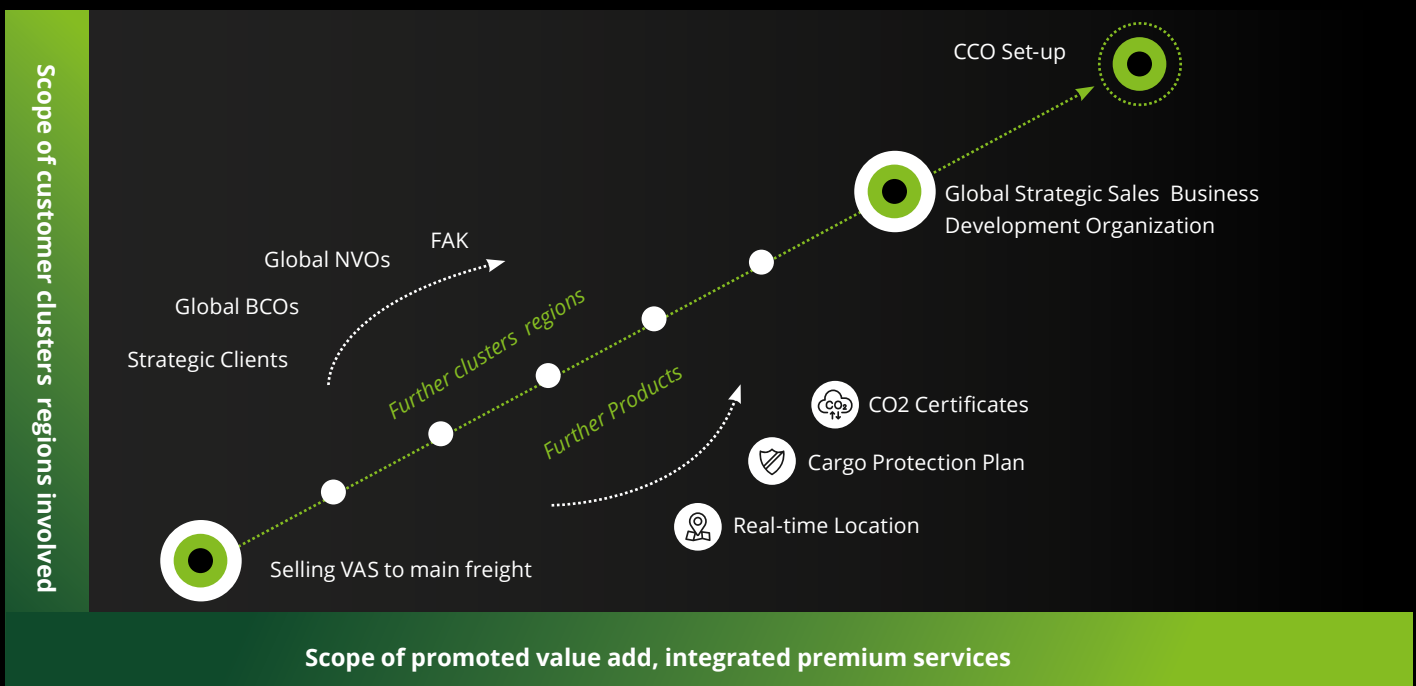 Scope of customer clusters regions involved
CCO Set-up
Global Strategic Sales Business
Development Organization
FAK
Global NVOs
Global BCOs
Strategic Clients
Further clusters regions
Further Products
CO2 Certificates
CO2
Cargo Protection Plan
Real-time Location
Selling VAS to main freight
Scope of promoted value add, integrated premium services